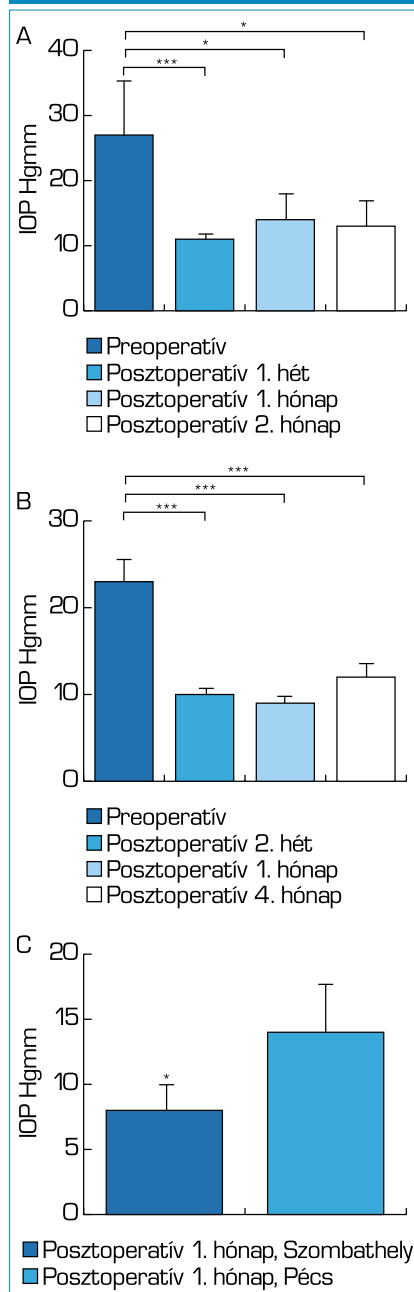 A
*
*
***
40
30
20
10
0
IOP Hgmm
Preoperatív
Posztoperatív 1. hét
Posztoperatív 1. hónap
Posztoperatív 2. hónap
B
***
***
***
30
20
10
0
IOP Hgmm
Preoperatív
Posztoperatív 2. hét
Posztoperatív 1. hónap
Posztoperatív 4. hónap
C
20
15
10
5
0
IOP Hgmm
*
Posztoperatív 1. hónap, Szombathely
Posztoperatív 1. hónap, Pécs